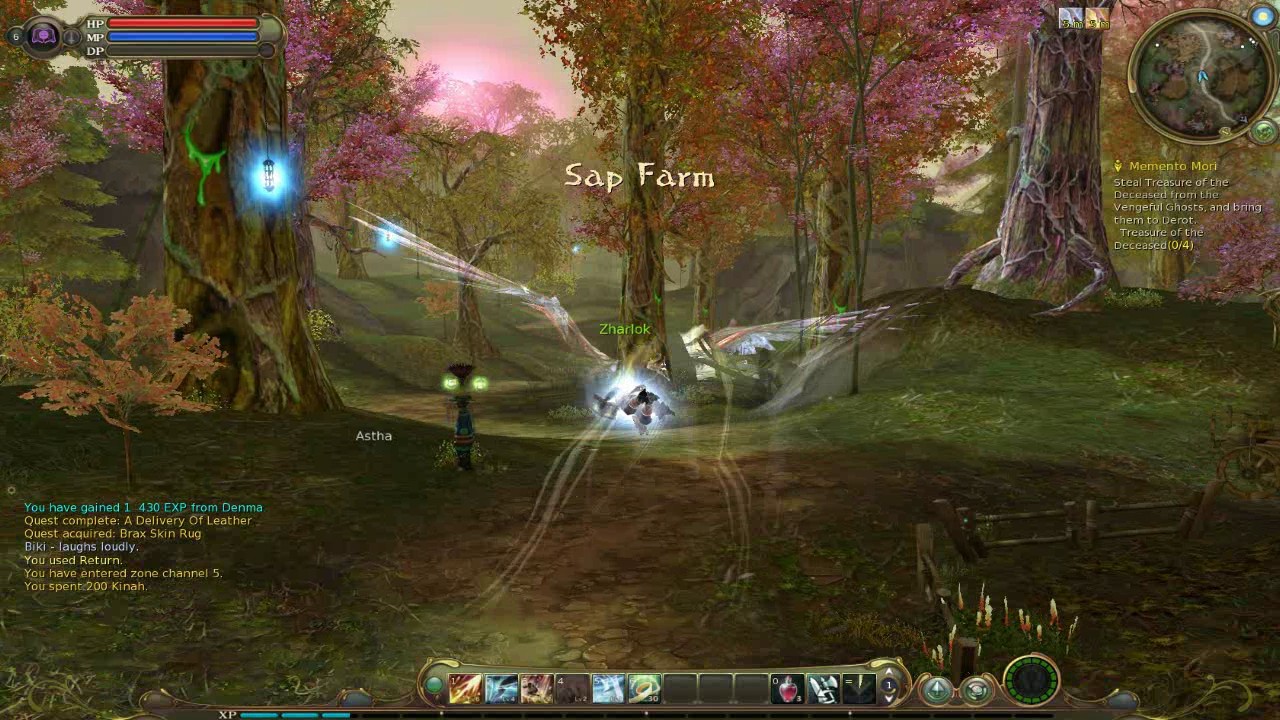 HP
6
MP
DP
Sap Farm
Memento Mori
Steal Treasure of the
Deceased from the
Vengeful Ghosts, and bring
them to Derot.
Treasure of the
Deceased(0/4)
Zharlok
Astha
You have gained 1 430 EXP from Denma
Quest complete: A Delivery Of Leather
Quest acquired: Brax Skin Rug
Biki - laughs loudly.
You used Return.
You have entered zone channel 5.
You spent 200 Kinah.
1
XP